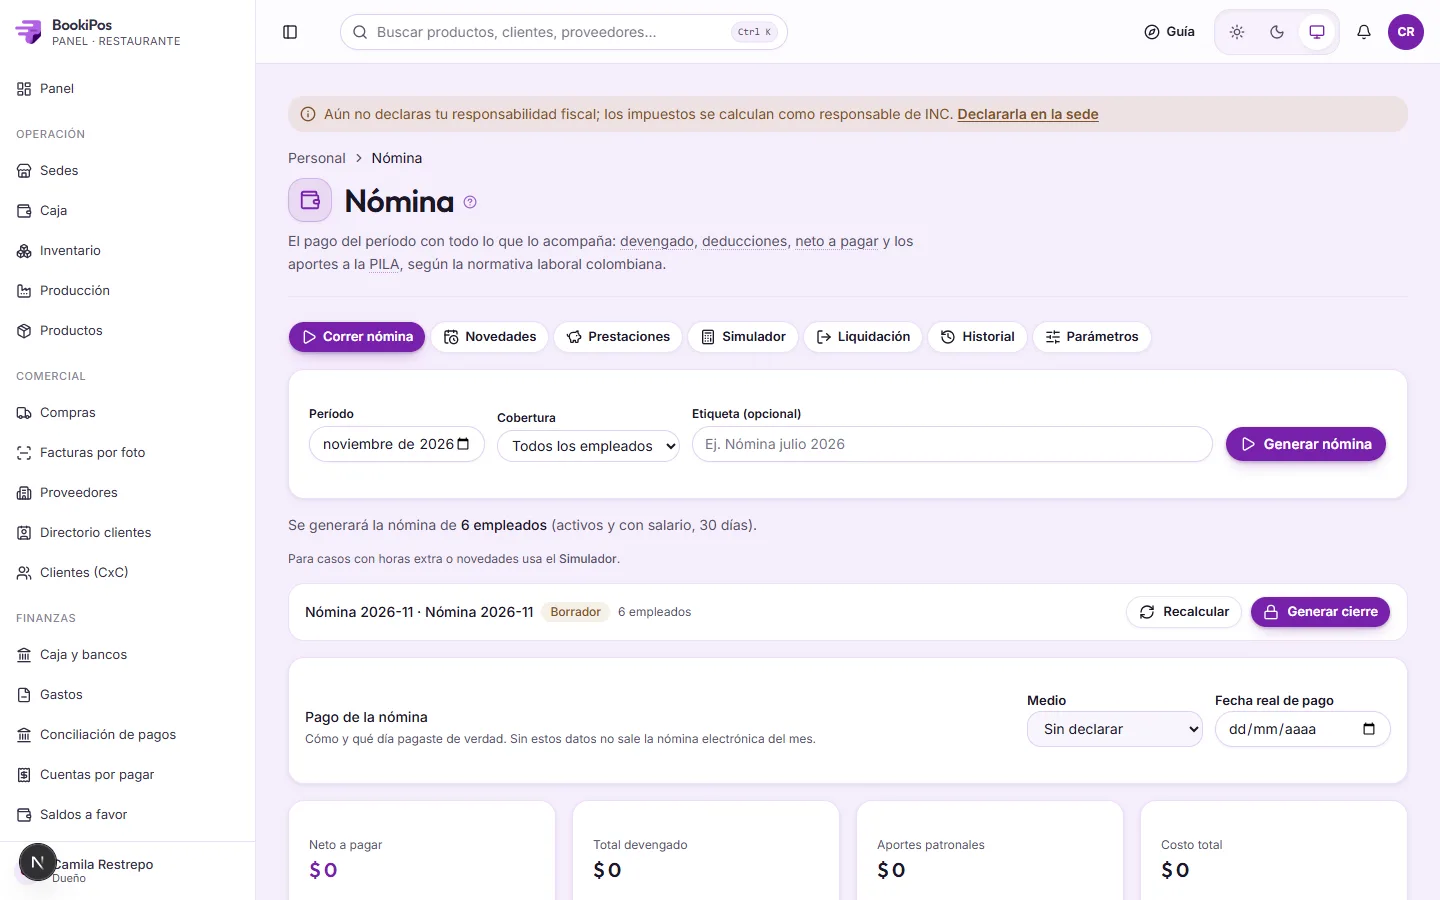 BookiPos
PANEL · RESTAURANTE
Buscar productos, clientes, proveedores...
Ctrl K
Guía
CR
Panel
OPERACIÓN
Sedes
Caja
Inventario
Producción
Productos
COMERCIAL
Compras
Facturas por foto
Proveedores
Directorio clientes
Clientes (CxC)
FINANZAS
Caja y bancos
Gastos
Conciliación de pagos
Cuentas por pagar
Saldos a favor
N
Camila Restrepo
Dueño
Aún no declaras tu responsabilidad fiscal; los impuestos se calculan como responsable de INC. Declararla en la sede
Personal > Nómina
Nómina
El pago del período con todo lo que lo acompaña: devengado, deducciones, neto a pagar y los
aportes a la PILA, según la normativa laboral colombiana.
Correr nómina
Novedades
Prestaciones
Simulador
Liquidación
Historial
Parámetros
Período
noviembre de 2026
Cobertura
Todos los empleados
Etiqueta (opcional)
Ej. Nómina julio 2026
Generar nómina
Se generará la nómina de 6 empleados (activos y con salario, 30 días).
Para casos con horas extra o novedades usa el Simulador.
Nómina 2026-11 · Nómina 2026-11 Borrador 6 empleados
Recalcular
Generar cierre
Pago de la nómina
Cómo y qué día pagaste de verdad. Sin estos datos no sale la nómina electrónica del mes.
Medio
Sin declarar
Fecha real de pago
dd/mm/aaaa
Neto a pagar
$0
Total devengado
$0
Aportes patronales
$0
Costo total
$0